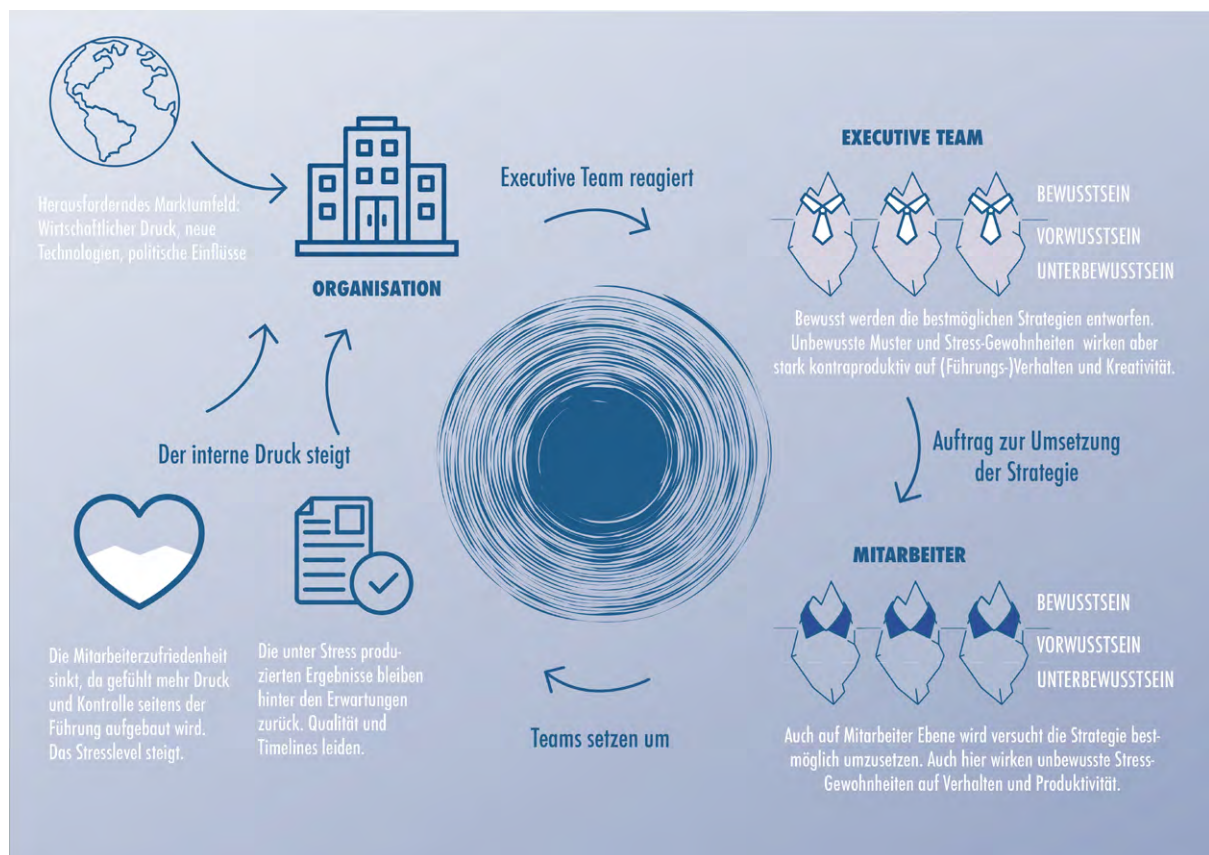 Herausforderndes Marktumfeld:
Wirtschaftlicher Druck, neue
Technologien, politische Einflüsse
ORGANISATION
Executive Team reagiert
EXECUTIVE TEAM
BEWUSSTSEIN
VORWUSSTSEIN
UNTERBEWUSSTSEIN
Bewusst werden die bestmöglichen Strategien entworfen.
Unbewusste Muster und Stress-Gewohnheiten wirken aber
stark kontraproduktiv auf (Führungs-)Verhalten und Kreativität.
Auftrag zur Umsetzung
der Strategie
MITARBEITER
BEWUSSTSEIN
VORWUSSTSEIN
UNTERBEWUSSTSEIN
Auch auf Mitarbeiter Ebene wird versucht die Strategie best-
möglich umzusetzen. Auch hier wirken unbewusste Stress-
Gewohnheiten auf Verhalten und Produktivität.
Teams setzen um
Der interne Druck steigt
Die Mitarbeiterzufriedenheit
sinkt, da gefühlt mehr Druck
und Kontrolle seitens der
Führung aufgebaut wird.
Das Stresslevel steigt.
Die unter Stress produ-
zierten Ergebnisse bleiben
hinter den Erwartungen
zurück. Qualität und
Timelines leiden.